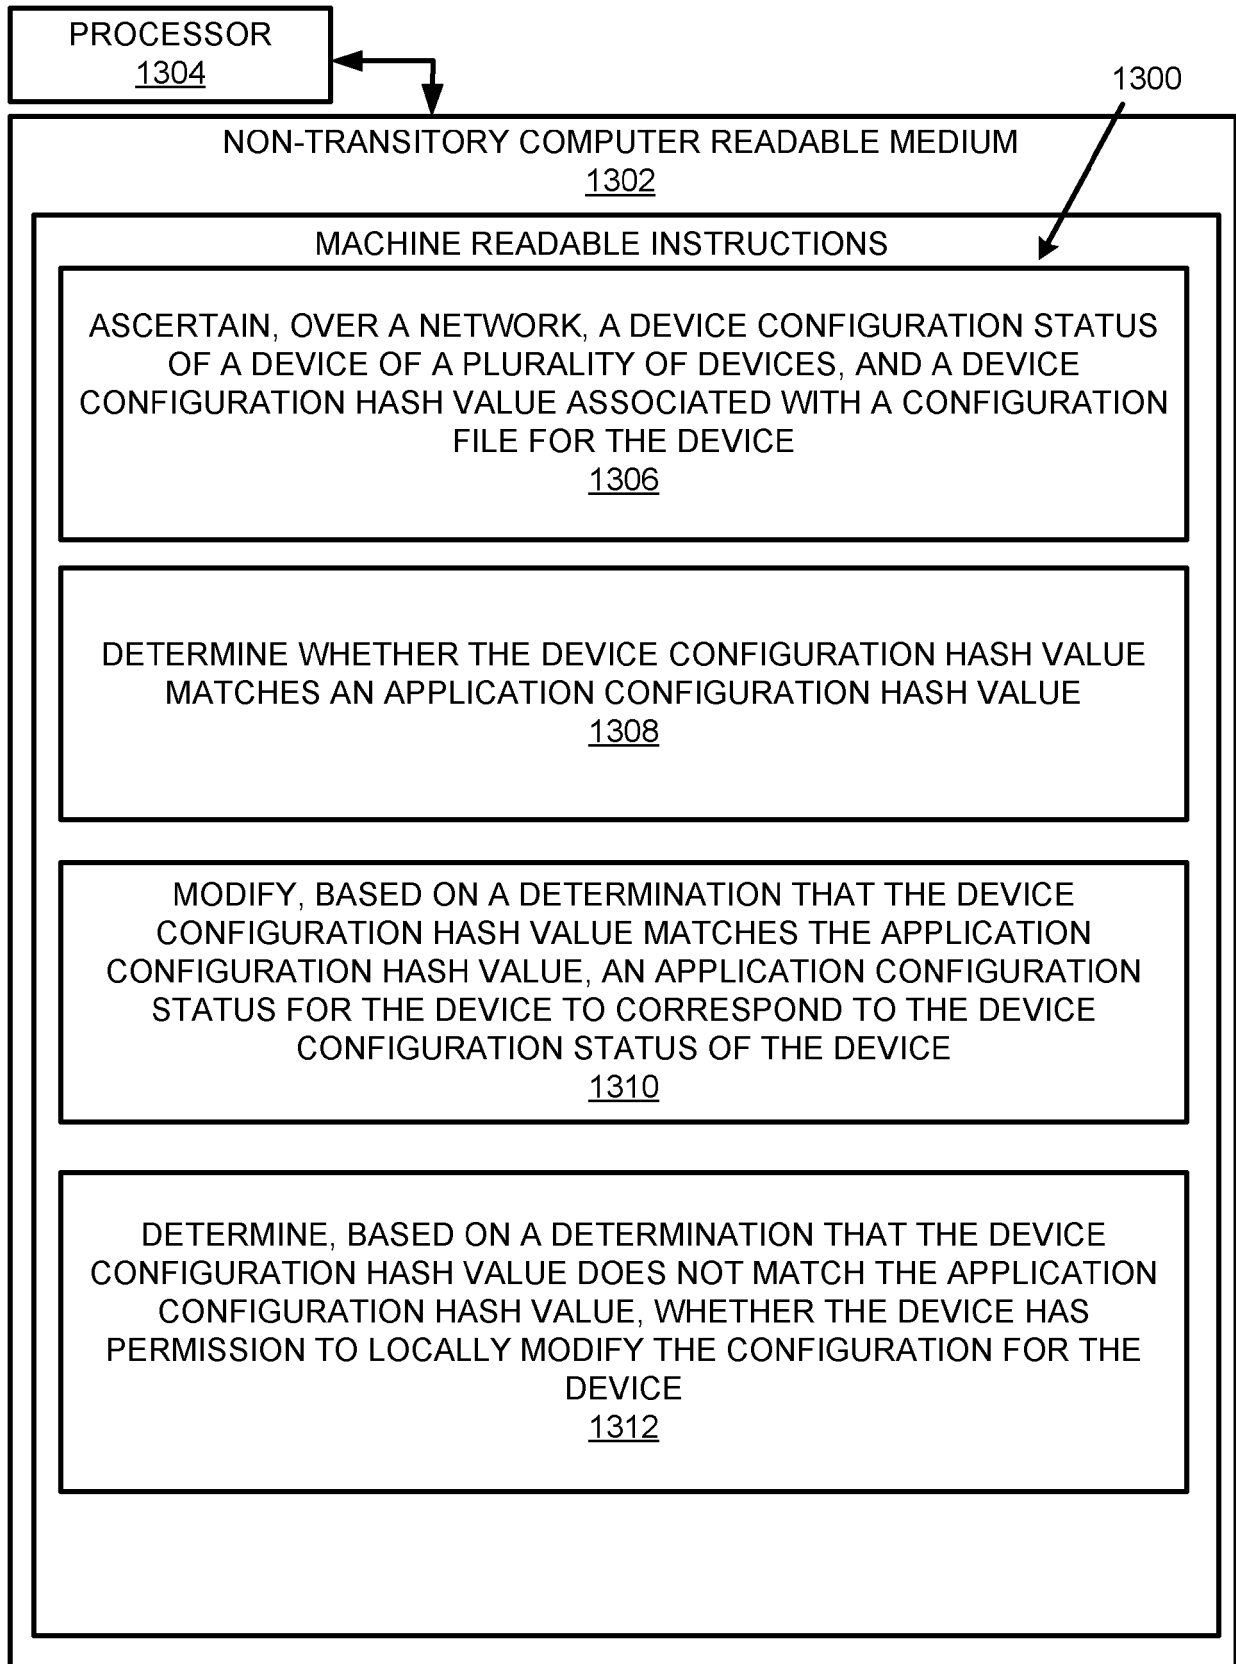 PROCESSOR
1304
1300
NON-TRANSITORY COMPUTER READABLE MEDIUM
1302
MACHINE READABLE INSTRUCTIONS
ASCERTAIN, OVER A NETWORK, A DEVICE CONFIGURATION STATUS
OF A DEVICE OF A PLURALITY OF DEVICES, AND A DEVICE
CONFIGURATION HASH VALUE ASSOCIATED WITH A CONFIGURATION
FILE FOR THE DEVICE
1306
DETERMINE WHETHER THE DEVICE CONFIGURATION HASH VALUE
MATCHES AN APPLICATION CONFIGURATION HASH VALUE
1308
MODIFY, BASED ON A DETERMINATION THAT THE DEVICE
CONFIGURATION HASH VALUE MATCHES THE APPLICATION
CONFIGURATION HASH VALUE, AN APPLICATION CONFIGURATION
STATUS FOR THE DEVICE TO CORRESPOND TO THE DEVICE
CONFIGURATION STATUS OF THE DEVICE
1310
DETERMINE, BASED ON A DETERMINATION THAT THE DEVICE
CONFIGURATION HASH VALUE DOES NOT MATCH THE APPLICATION
CONFIGURATION HASH VALUE, WHETHER THE DEVICE HAS
PERMISSION TO LOCALLY MODIFY THE CONFIGURATION FOR THE
DEVICE
1312